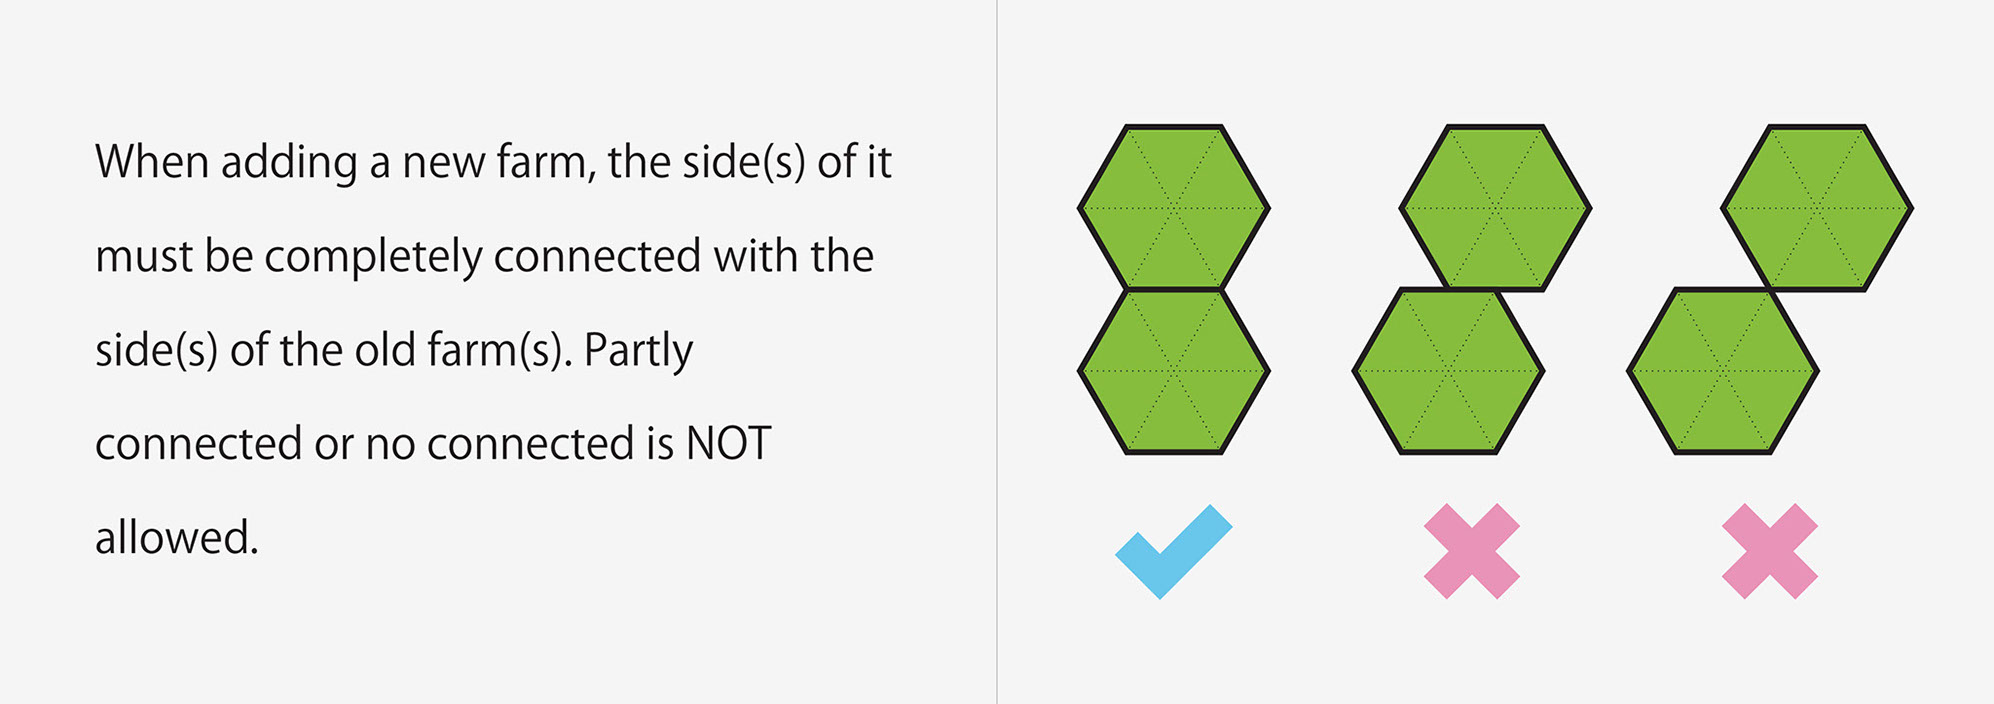 When adding a new farm, the side(s) of it
must be completely connected with the
side(s) of the old farm(s). Partly
connected or no connected is NOT
allowed.